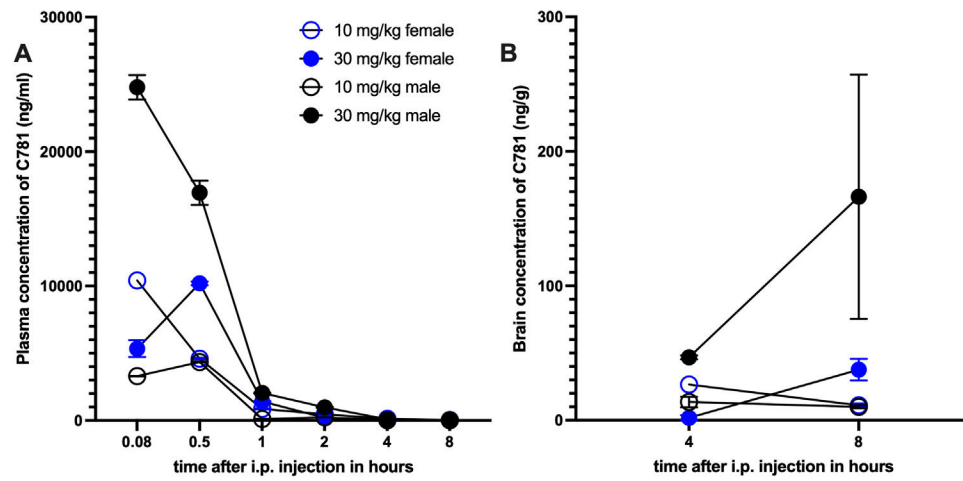 A
Plasma concentration of C781 (ng/ml)
30000
20000
10000
0
0.08 0.5 1 2 4 8
time after i.p. injection in hours
10 mg/kg female
30 mg/kg female
10 mg/kg male
30 mg/kg male
B
Brain concentration of C781 (ng/g)
300
200
100
0
4 8
time after i.p. injection in hours